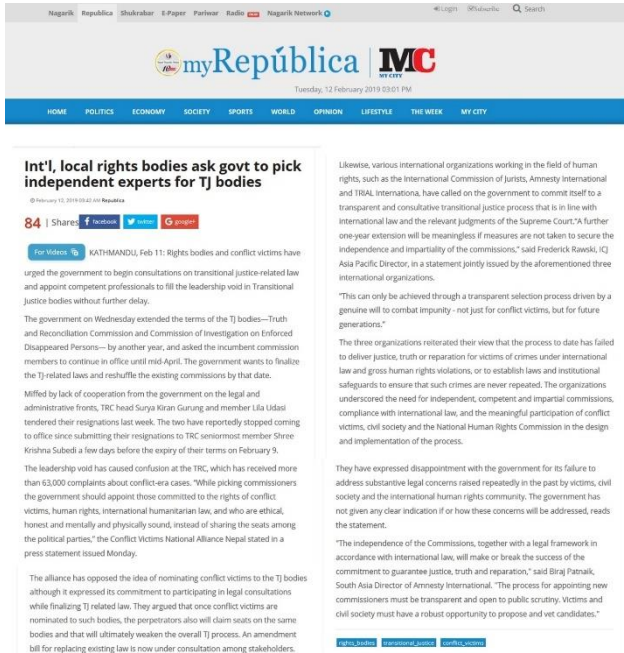 Nagarik Republica Shukrabar E-Paper Pariwar Radio Nagarik Network
Login Subscribe Search
myRepública MC
MY CITY
Tuesday, 12 February 2019 03:01 PM
HOME POLITICS ECONOMY SOCIETY SPORTS WORLD OPINION LIFESTYLE THE WEEK MY CITY
Int'l, local rights bodies ask govt to pick
independent experts for TJ bodies
February 12, 2019 09:42 AM Republica
84 | Shares facebook twitter google+
For Videos KATHMANDU, Feb 11: Rights bodies and conflict victims have
urged the government to begin consultations on transitional justice-related law
and appoint competent professionals to fill the leadership void in Transitional
Justice bodies without further delay.
The government on Wednesday extended the terms of the TJ bodies—Truth
and Reconciliation Commission and Commission of Investigation on Enforced
Disappeared Persons— by another year, and asked the incumbent commission
members to continue in office until mid-April. The government wants to finalize
the TJ-related laws and reshuffle the existing commissions by that date.
Miffed by lack of cooperation from the government on the legal and
administrative fronts, TRC head Surya Kiran Gurung and member Lila Udasi
tendered their resignations last week. The two have reportedly stopped coming
to office since submitting their resignations to TRC seniormost member Shree
Krishna Subedi a few days before the expiry of their terms on February 9.
The leadership void has caused confusion at the TRC, which has received more
than 63,000 complaints about conflict-era cases. "While picking commissioners
the government should appoint those committed to the rights of conflict
victims, human rights, international humanitarian law, and who are ethical,
honest and mentally and physically sound, instead of sharing the seats among
the political parties," the Conflict Victims National Alliance Nepal stated in a
press statement issued Monday.
The alliance has opposed the idea of nominating conflict victims to the TJ bodies
although it expressed its commitment to participating in legal consultations
while finalizing TJ related law. They argued that once conflict victims are
nominated to such bodies, the perpetrators also will claim seats on the same
bodies and that will ultimately weaken the overall TJ process. An amendment
bill for replacing existing law is now under consultation among stakeholders.
Likewise, various international organizations working in the field of human
rights, such as the International Commission of Jurists, Amnesty International
and TRIAL Internationa, have called on the government to commit itself to a
transparent and consultative transitional justice process that is in line with
international law and the relevant judgments of the Supreme Court."A further
one-year extension will be meaningless if measures are not taken to secure the
independence and impartiality of the commissions," said Frederick Rawski, ICJ
Asia Pacific Director, in a statement jointly issued by the aforementioned three
international organizations.
"This can only be achieved through a transparent selection process driven by a
genuine will to combat impunity - not just for conflict victims, but for future
generations."
The three organizations reiterated their view that the process to date has failed
to deliver justice, truth or reparation for victims of crimes under international
law and gross human rights violations, or to establish laws and institutional
safeguards to ensure that such crimes are never repeated. The organizations
underscored the need for independent, competent and impartial commissions,
compliance with international law, and the meaningful participation of conflict
victims, civil society and the National Human Rights Commission in the design
and implementation of the process.
They have expressed disappointment with the government for its failure to
address substantive legal concerns raised repeatedly in the past by victims, civil
society and the international human rights community. The government has
not given any clear indication if or how these concerns will be addressed, reads
the statement.
"The independence of the Commissions, together with a legal framework in
accordance with international law, will make or break the success of the
commitment to guarantee justice, truth and reparation," said Biraj Patnaik,
South Asia Director of Amnesty International. "The process for appointing new
commissioners must be transparent and open to public scrutiny. Victims and
civil society must have a robust opportunity to propose and vet candidates."
rights_bodies transitional_justice conflict_victims